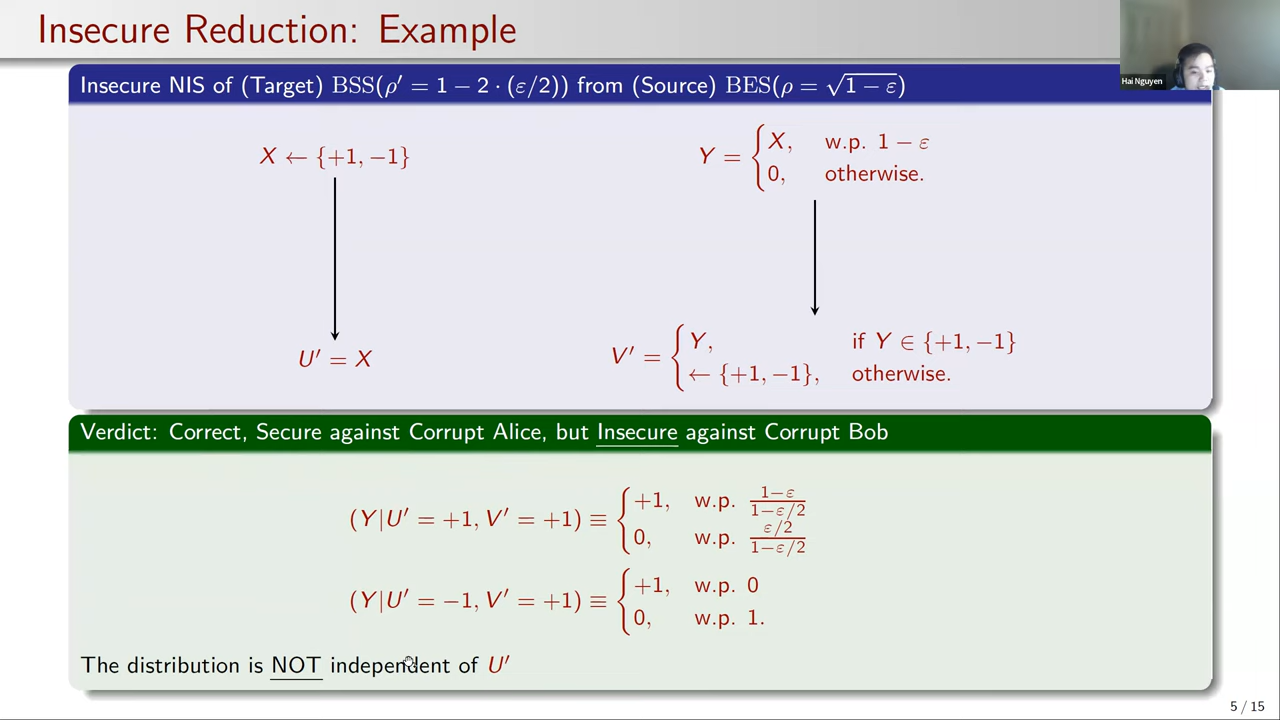 Insecure Reduction: Example
Hai Nguyen
Insecure NIS of (Target) BSS(ρ′ = 1 − 2 · (ε/2)) from (Source) BES(ρ = √(1 − ε))
X ← {+1, −1}
Y = { X, w.p. 1 − ε
0, otherwise.
U′ = X
V′ = { Y, if Y ∈ {+1, −1}
← {+1, −1}, otherwise.
Verdict: Correct, Secure against Corrupt Alice, but Insecure against Corrupt Bob
(Y|U′ = +1, V′ = +1) ≡ { +1, w.p. (1−ε)/(1−ε/2)
0, w.p. (ε/2)/(1−ε/2)
(Y|U′ = −1, V′ = +1) ≡ { +1, w.p. 0
0, w.p. 1.
The distribution is NOT independent of U′
5 / 15